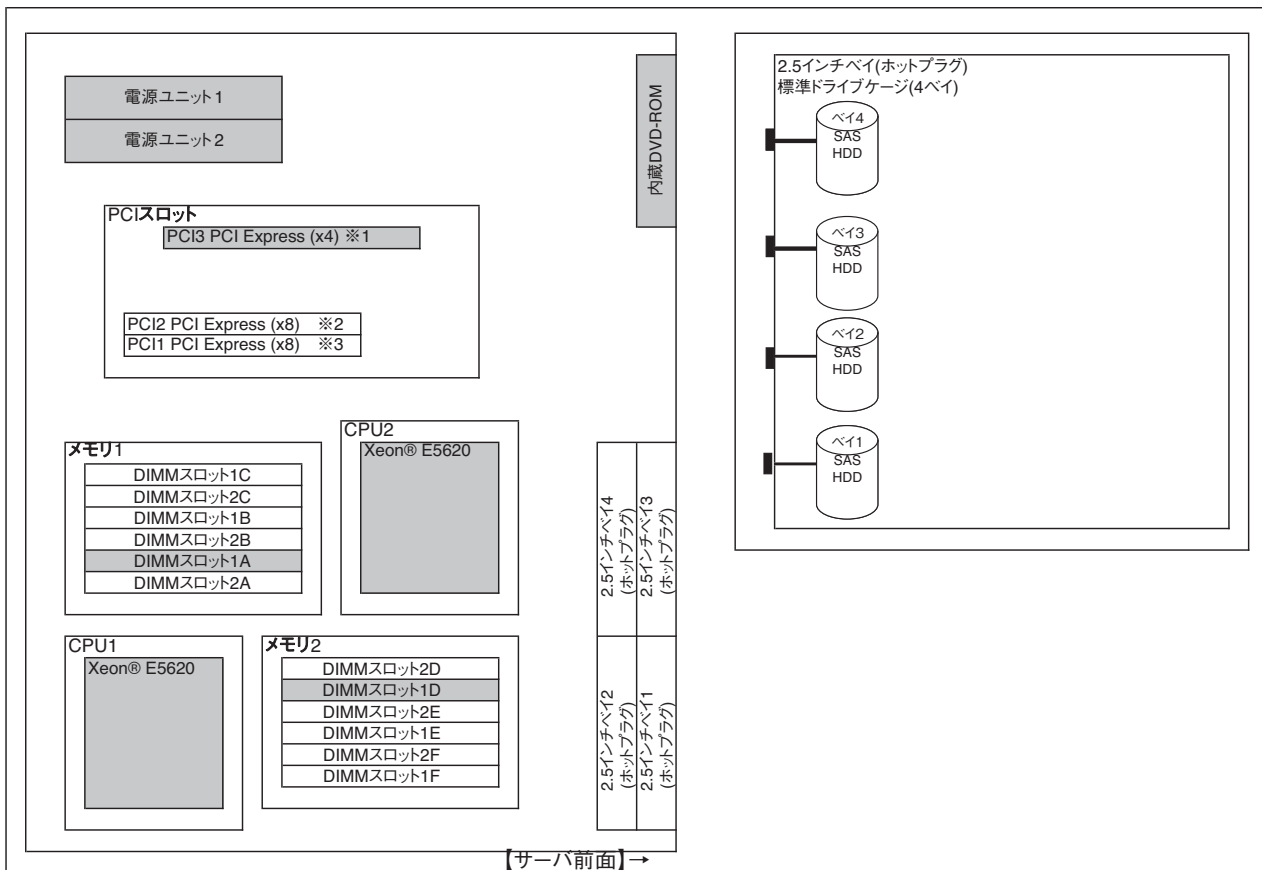 電源ユニット1
電源ユニット2
内蔵DVD-ROM
PCIスロット
PCI3 PCI Express (x4) ※1
PCI2 PCI Express (x8) ※2
PCI1 PCI Express (x8) ※3
メモリ1
DIMMスロット1C
DIMMスロット2C
DIMMスロット1B
DIMMスロット2B
DIMMスロット1A
DIMMスロット2A
CPU2
Xeon® E5620
2.5インチベイ4
(ホットプラグ)
2.5インチベイ3
(ホットプラグ)
CPU1
Xeon® E5620
メモリ2
DIMMスロット2D
DIMMスロット1D
DIMMスロット2E
DIMMスロット1E
DIMMスロット2F
DIMMスロット1F
2.5インチベイ2
(ホットプラグ)
2.5インチベイ1
(ホットプラグ)
【サーバ前面】→
2.5インチベイ(ホットプラグ)
標準ドライブケージ(4ベイ)
ベイ4
SAS
HDD
ベイ3
SAS
HDD
ベイ2
SAS
HDD
ベイ1
SAS
HDD